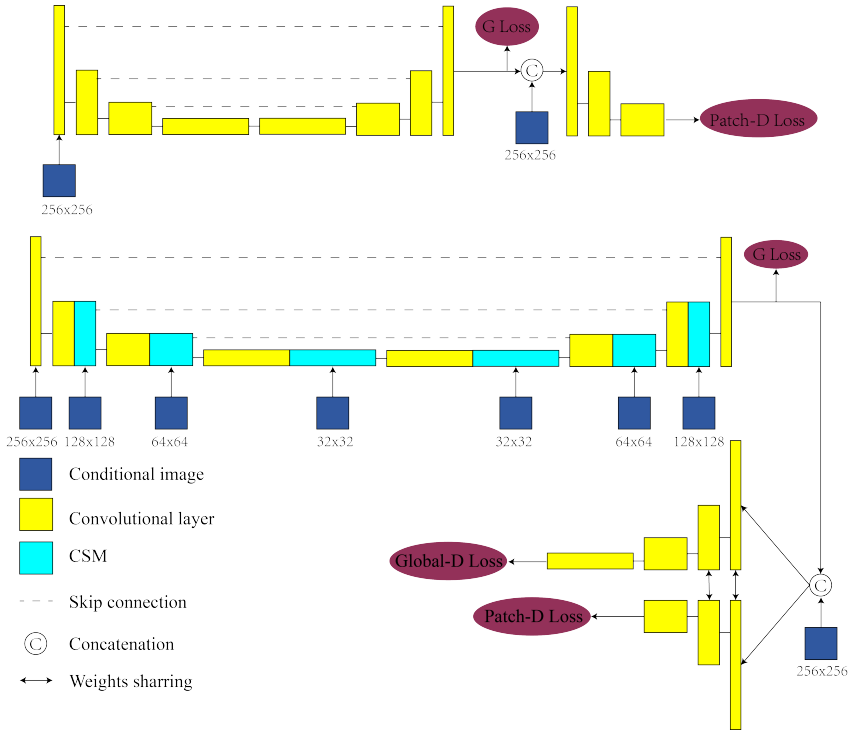 G Loss
C
Patch-D Loss
256x256
256x256
G Loss
256x256
128x128
64x64
32x32
32x32
64x64
128x128
Conditional image
Convolutional layer
CSM
Global-D Loss
Skip connection
C
Patch-D Loss
C
Concatenation
256x256
Weights sharring